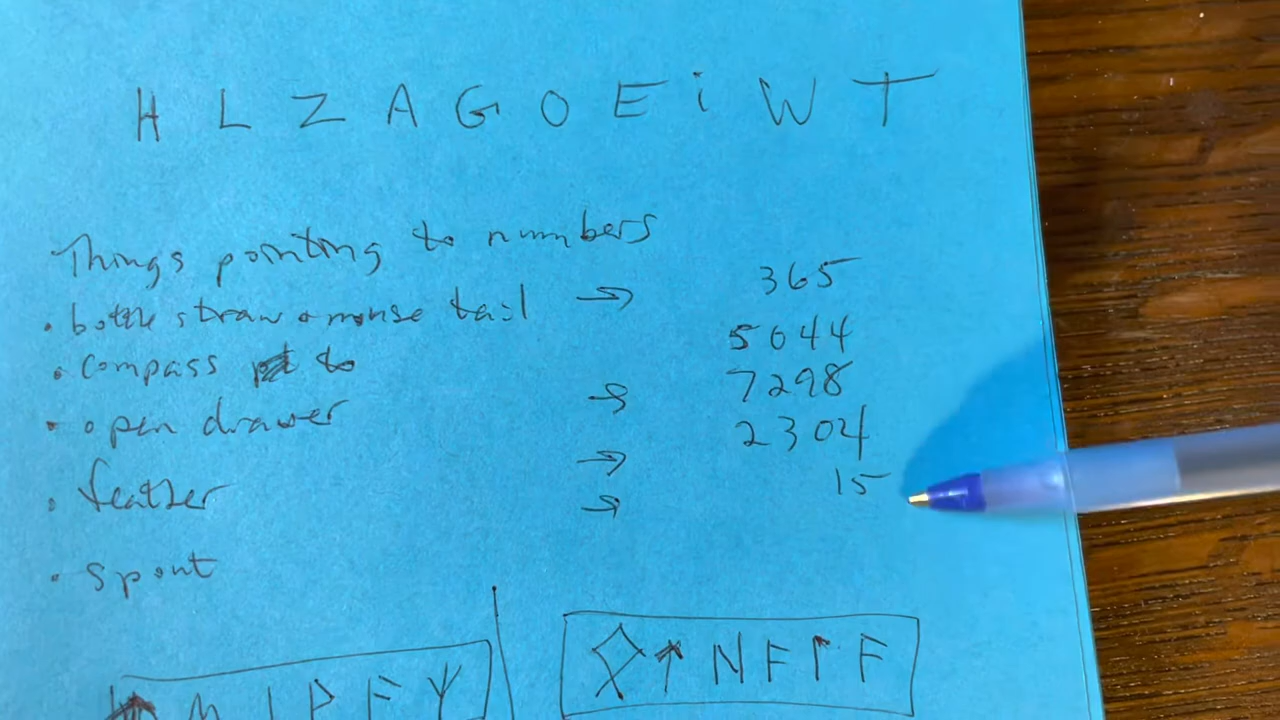 H L Z A G O E i W T
Things pointing to numbers
• bottle straw + mouse tail → 365
• compass to 5044
• open drawer → 7298
• feather → 2304
• spout → 15
ᛟ ᛏ N ᚨ ᛚ ᚨ